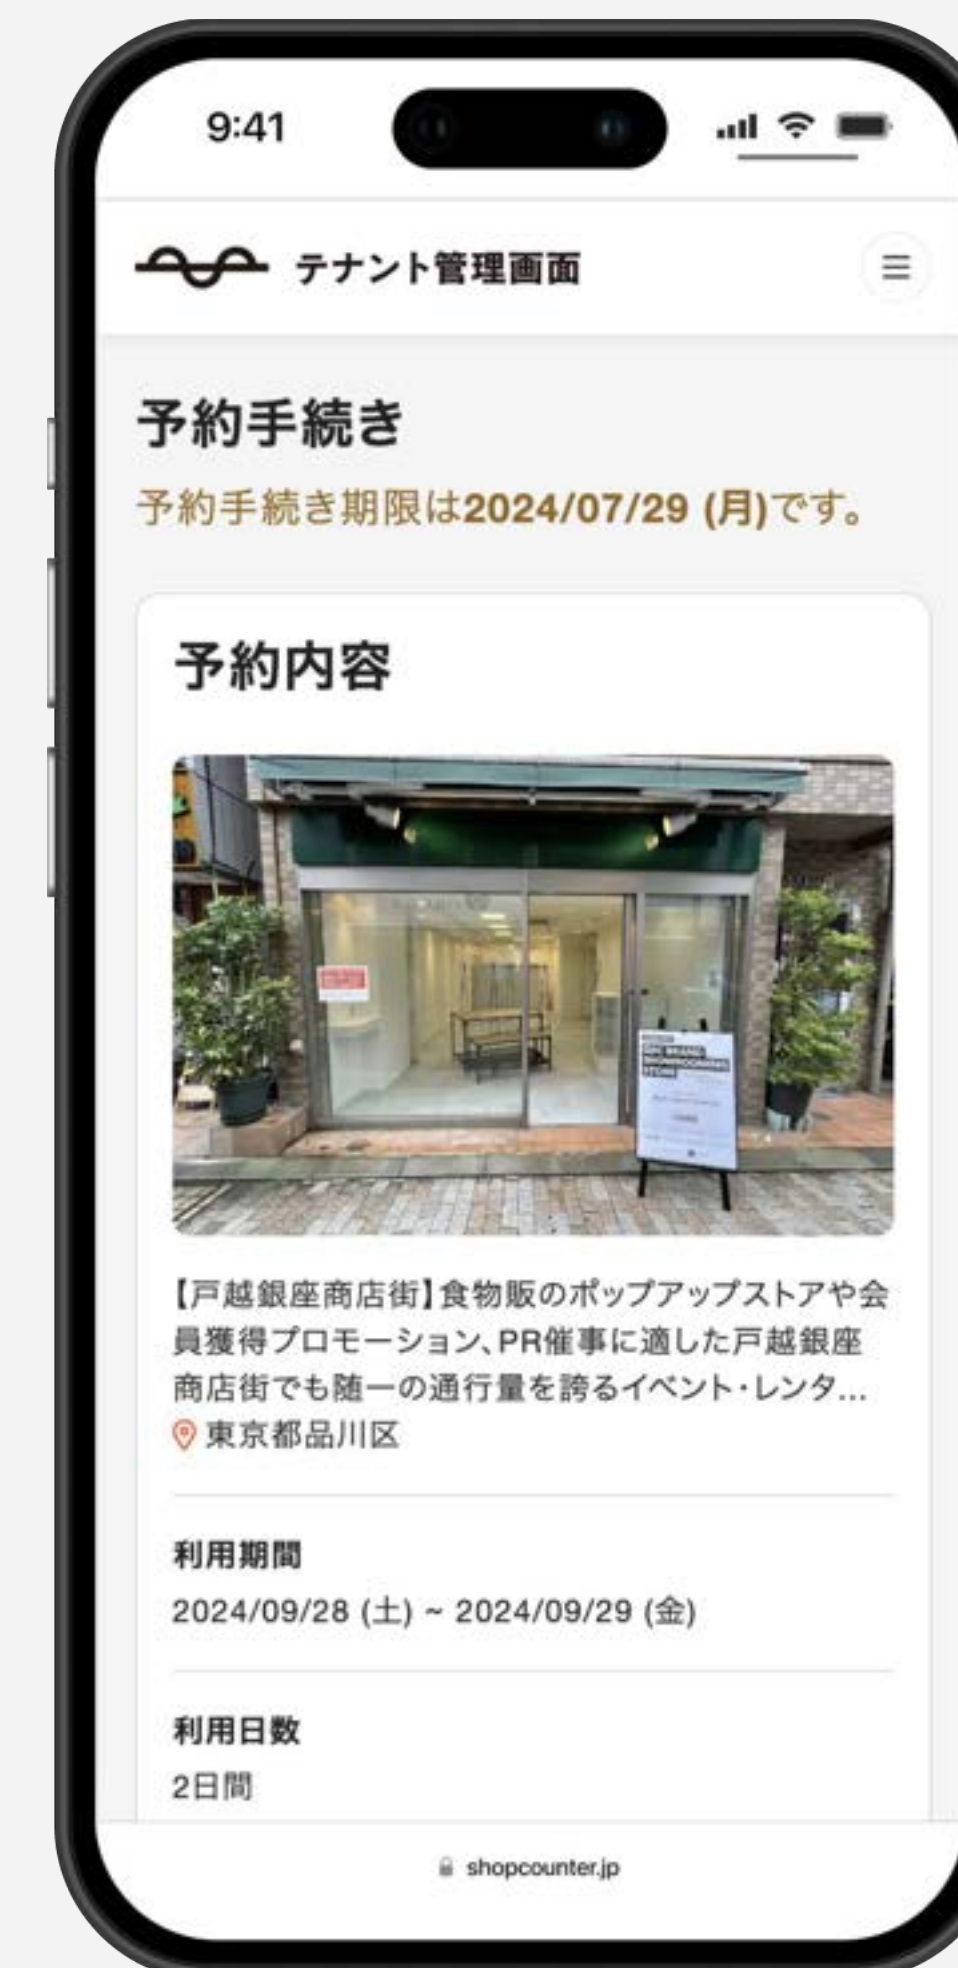 9:41
テナント管理画面
予約手続き
予約手続き期限は2024/07/29 (月)です。
予約内容
【戸越銀座商店街】食物販のポップアップストアや会
員獲得プロモーション、PR催事に適した戸越銀座
商店街でも随一の通行量を誇るイベント・レンタ...
東京都品川区
利用期間
2024/09/28 (土) ~ 2024/09/29 (金)
利用日数
2日間
shopcounter.jp